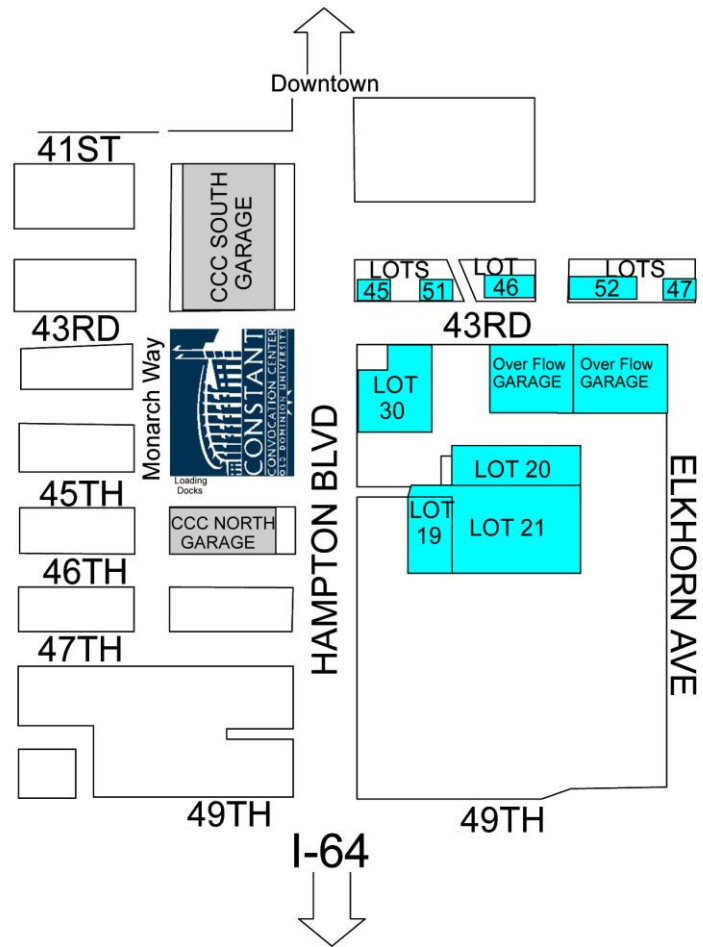 Downtown
41ST
CCC SOUTH
GARAGE
LOTS
45
51
LOT
46
LOTS
52
47
43RD
43RD
Monarch Way
CONSTANT
CONVOCATION CENTER
OLD DOMINION UNIVERSITY
Loading
Docks
HAMPTON BLVD
LOT
30
Over Flow
GARAGE
Over Flow
GARAGE
ELKHORN AVE
45TH
LOT 20
LOT
19
LOT 21
CCC NORTH
GARAGE
46TH
47TH
49TH
49TH
I-64